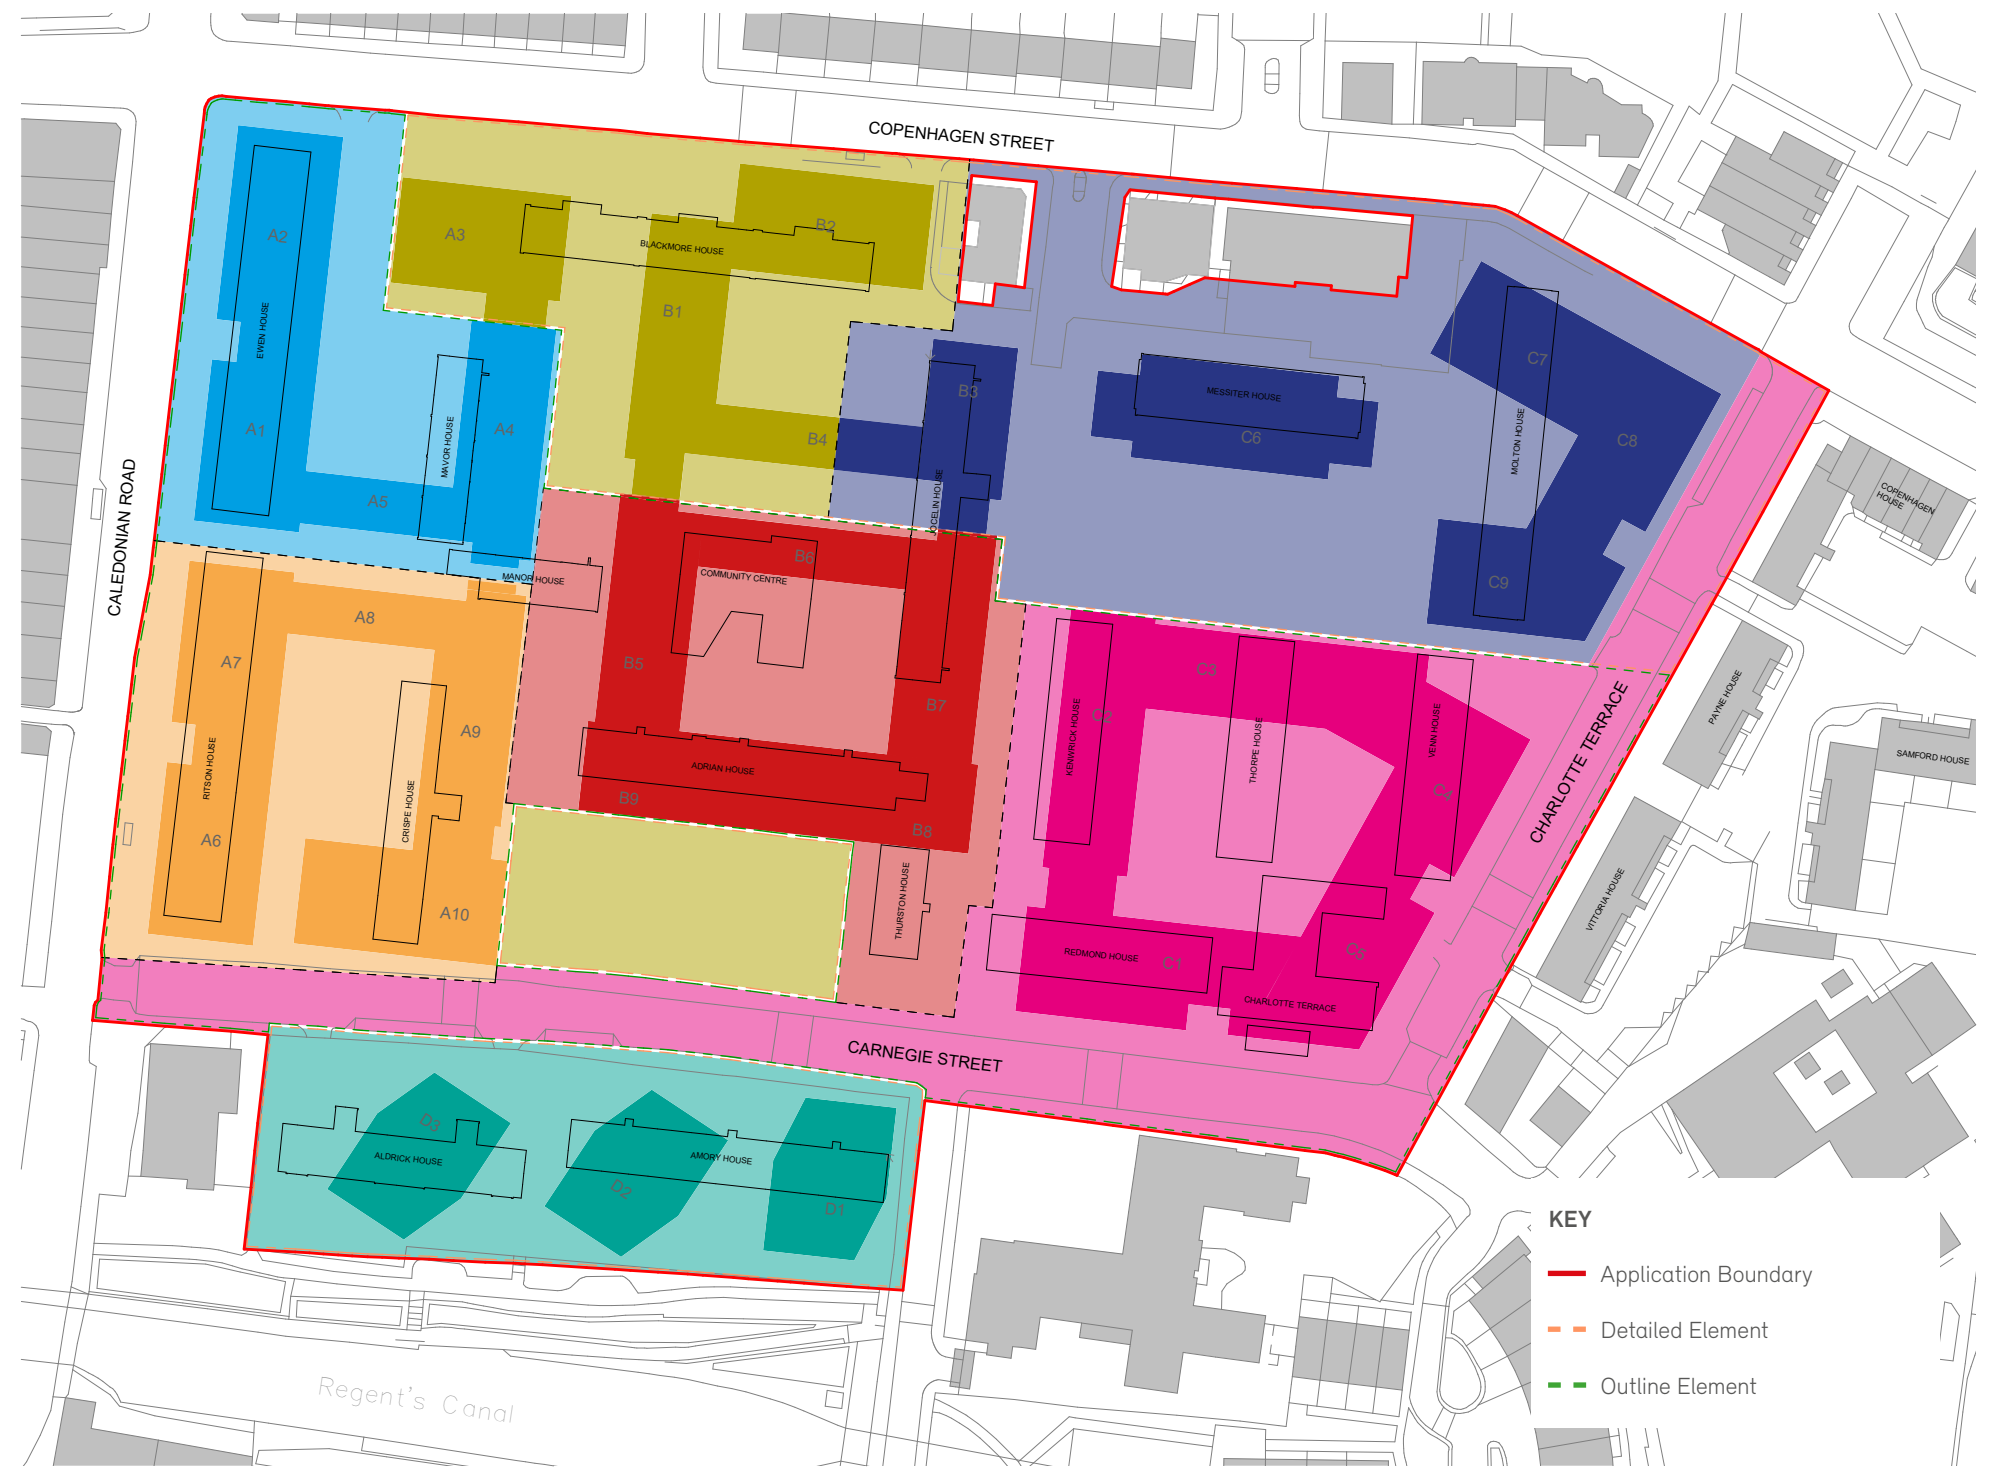 COPENHAGEN STREET
A2
A3
BLACKMORE HOUSE
B2
B1
EWEN HOUSE
A1
MAVOR HOUSE
A4
A5
B4
B3
JOCELIN HOUSE
MESSITER HOUSE
C6
C7
MOLTON HOUSE
C8
C9
COPENHAGEN
HOUSE
CALEDONIAN ROAD
MANOR HOUSE
COMMUNITY CENTRE
B6
A8
A7
RITSON HOUSE
A6
CRISPE HOUSE
A9
A10
B5
B7
ADRIAN HOUSE
B9
B8
THURSTON HOUSE
C3
C2
KENWRICK HOUSE
THORPE HOUSE
VENN HOUSE
C4
REDMOND HOUSE
C1
C5
CHARLOTTE TERRACE
CHARLOTTE TERRACE
PAYNE HOUSE
SAMFORD HOUSE
VITTORIA HOUSE
CARNEGIE STREET
D3
ALDRICK HOUSE
AMORY HOUSE
D2
D1
Regent's Canal
KEY
Application Boundary
Detailed Element
Outline Element